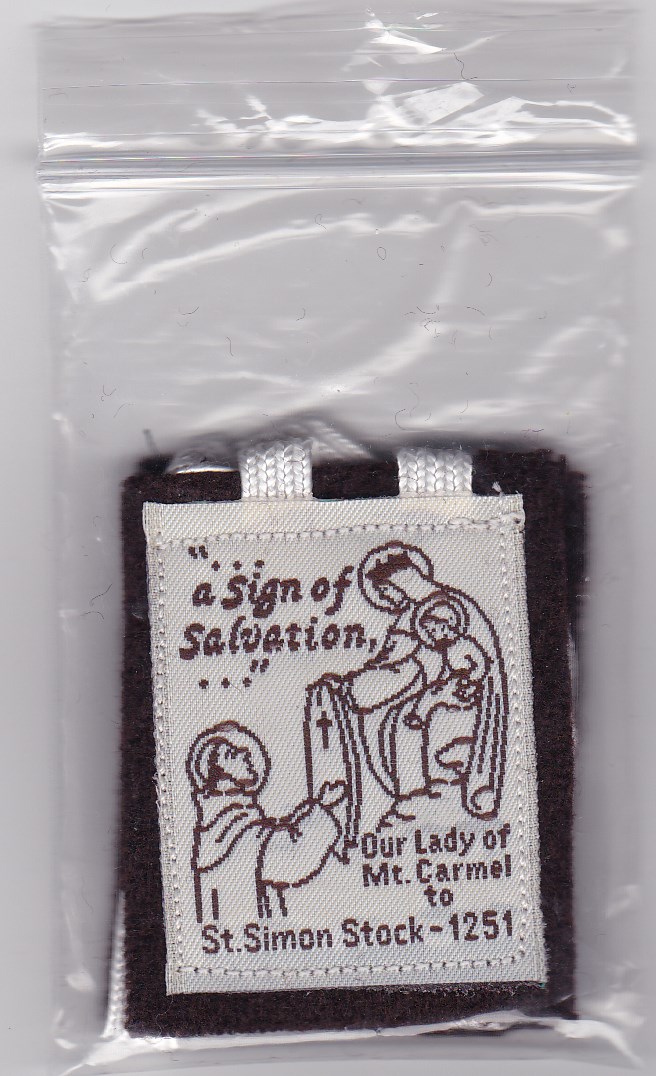 "...
a Sign of
Salvation,
..."
Our Lady of
Mt. Carmel
to
St. Simon Stock - 1251